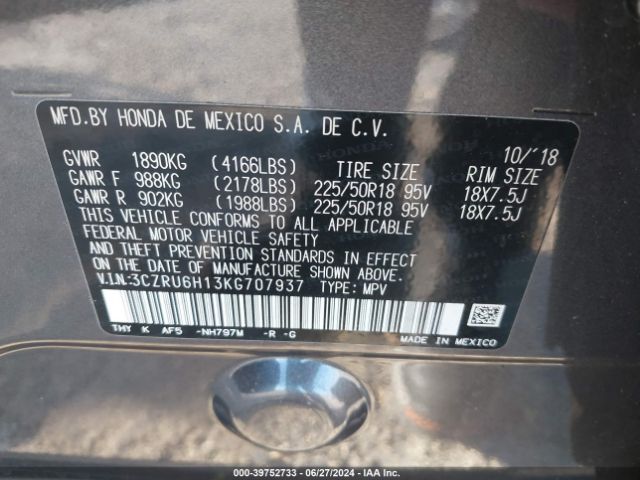 MFD.BY HONDA DE MEXICO S.A. DE C.V.
10/'18
GVWR 1890KG (4166LBS) TIRE SIZE RIM SIZE
GAWR F 988KG (2178LBS) 225/50R18 95V 18X7.5J
GAWR R 902KG (1988LBS) 225/50R18 95V 18X7.5J
THIS VEHICLE CONFORMS TO ALL APPLICABLE
FEDERAL MOTOR VEHICLE SAFETY
AND THEFT PREVENTION STANDARDS IN EFFECT
ON THE DATE OF MANUFACTURE SHOWN ABOVE.
V.I.N.:3CZRU6H13KG707937 TYPE: MPV
THY K AF5 -NH797M -R -G
MADE IN MEXICO
000-39752733 - 06/27/2024 - IAA Inc.